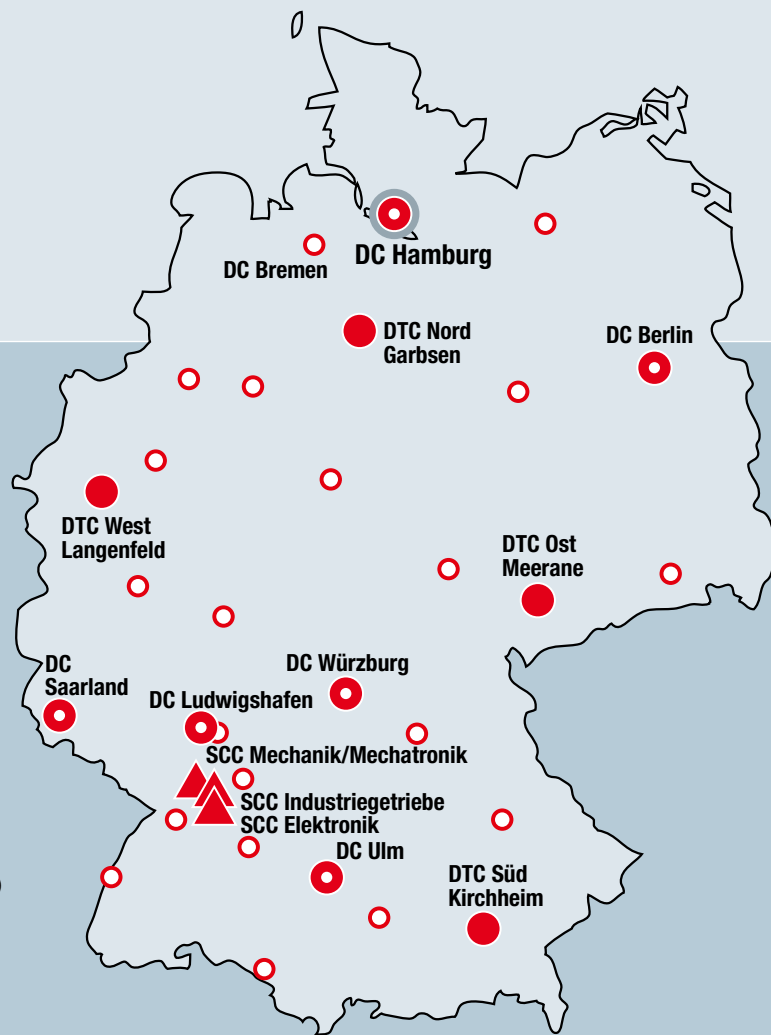 DC Hamburg
DC Bremen
DTC Nord
Garbsen
DC Berlin
DTC West
Langenfeld
DTC Ost
Meerane
DC
Saarland
DC Würzburg
DC Ludwigshafen
SCC Mechanik/Mechatronik
SCC Industriegetriebe
SCC Elektronik
DC Ulm
DTC Süd
Kirchheim